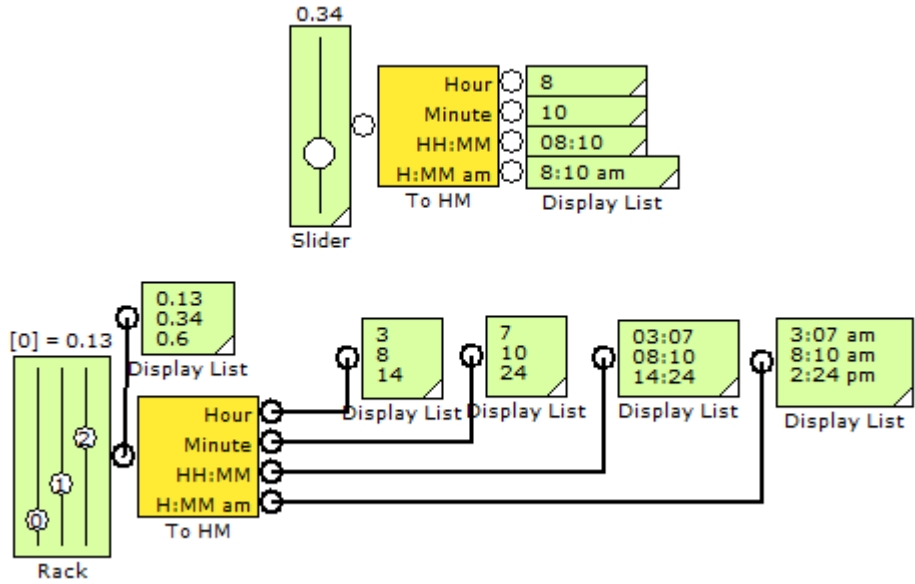 0.34
Hour
8
Minute
10
HH:MM
08:10
H:MM am
8:10 am
To HM
Display List
Slider
0.13
0.34
0.6
Display List
[0] = 0.13
0
1
2
Rack
Hour
Minute
HH:MM
H:MM am
To HM
3
8
14
Display List
7
10
24
Display List
03:07
08:10
14:24
Display List
3:07 am
8:10 am
2:24 pm
Display List